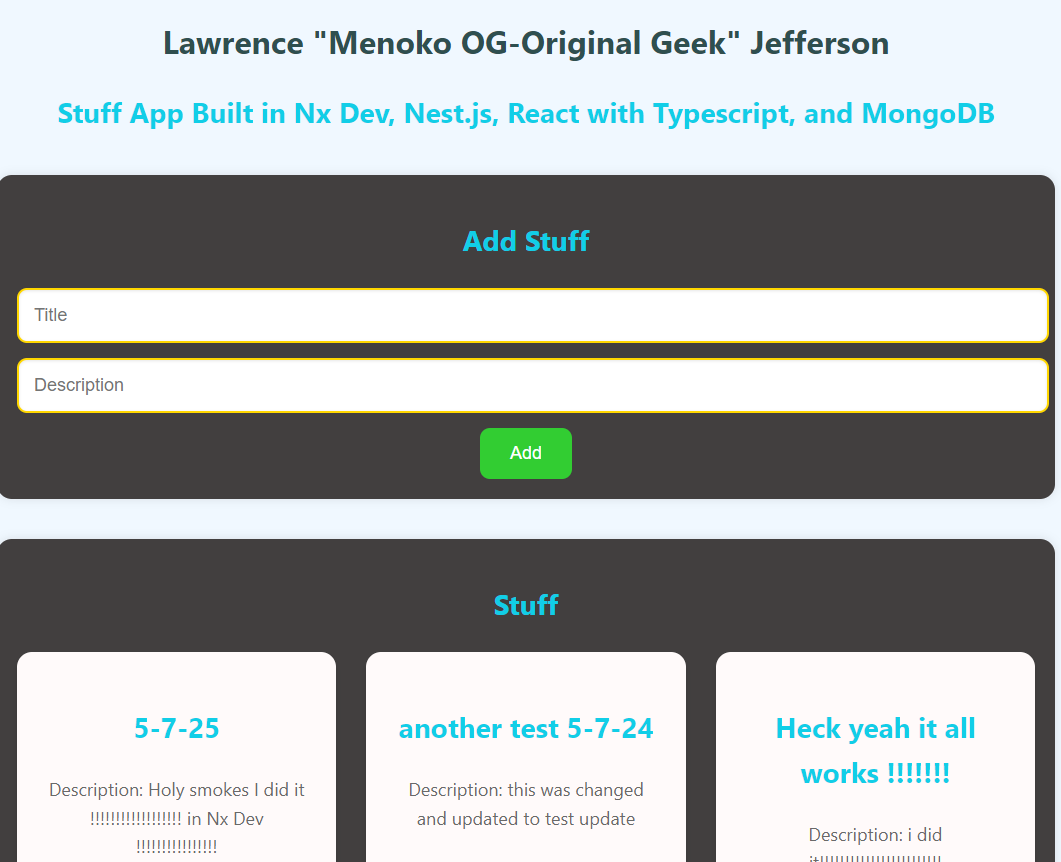 Lawrence "Menoko OG-Original Geek" Jefferson
Stuff App Built in Nx Dev, Nest.js, React with Typescript, and MongoDB
Add Stuff
Title
Description
Add
Stuff
5-7-25
Description: Holy smokes I did it
!!!!!!!!!!!!!!!!!! in Nx Dev
!!!!!!!!!!!!!!!!
another test 5-7-24
Description: this was changed
and updated to test update
Heck yeah it all
works !!!!!!!
Description: i did
it!!!!!!!!!!!!!!!!!!!!!!!!